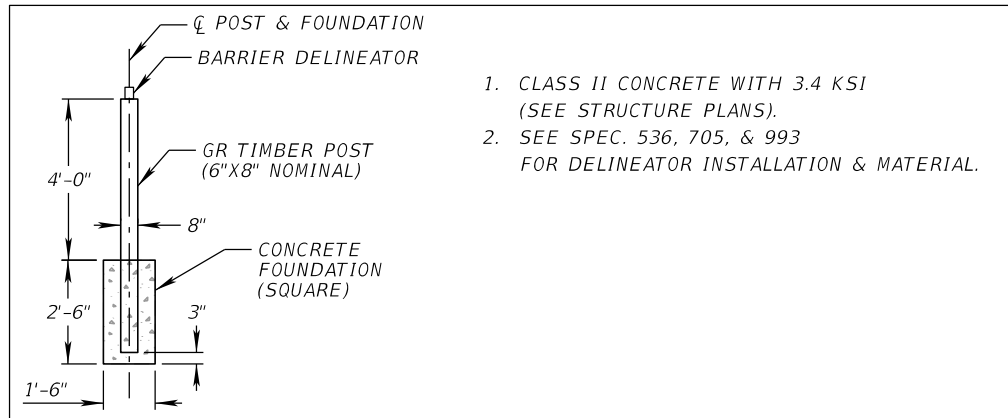 ℄ POST & FOUNDATION
BARRIER DELINEATOR
GR TIMBER POST
(6"X8" NOMINAL)
4'-0"
8"
CONCRETE
FOUNDATION
(SQUARE)
2'-6"
3"
1'-6"
1. CLASS II CONCRETE WITH 3.4 KSI
(SEE STRUCTURE PLANS).
2. SEE SPEC. 536, 705, & 993
FOR DELINEATOR INSTALLATION & MATERIAL.